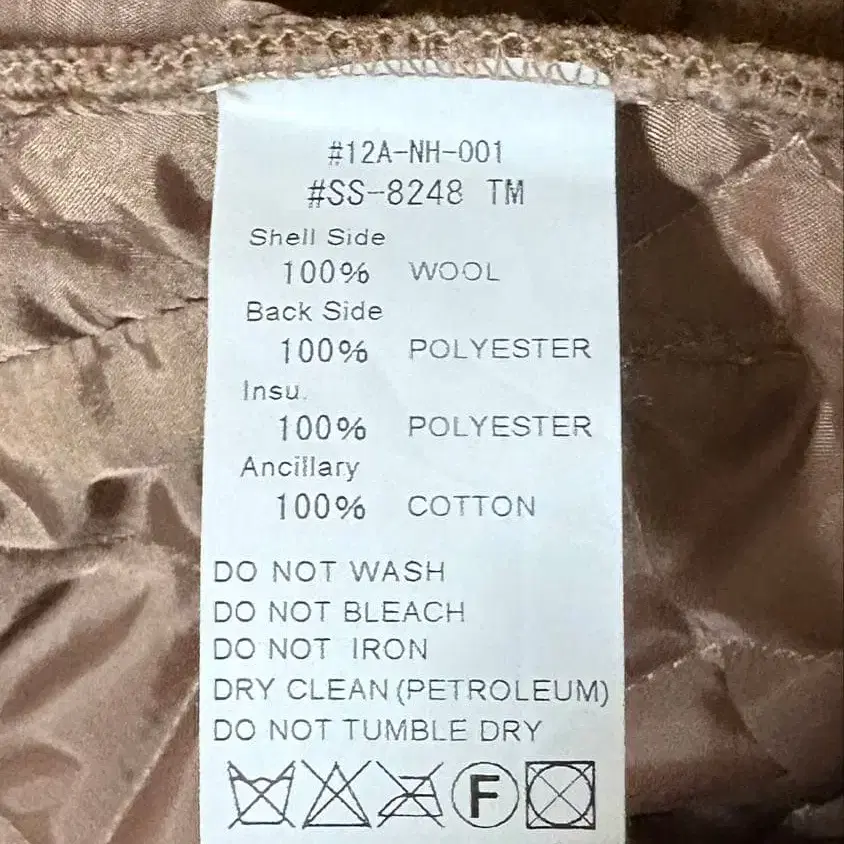 #12A-NH-001
#SS-8248 TM
Shell Side
100% WOOL
Back Side
100% POLYESTER
Insu.
100% POLYESTER
Ancillary
100% COTTON
DO NOT WASH
DO NOT BLEACH
DO NOT IRON
DRY CLEAN(PETROLEUM)
DO NOT TUMBLE DRY
F